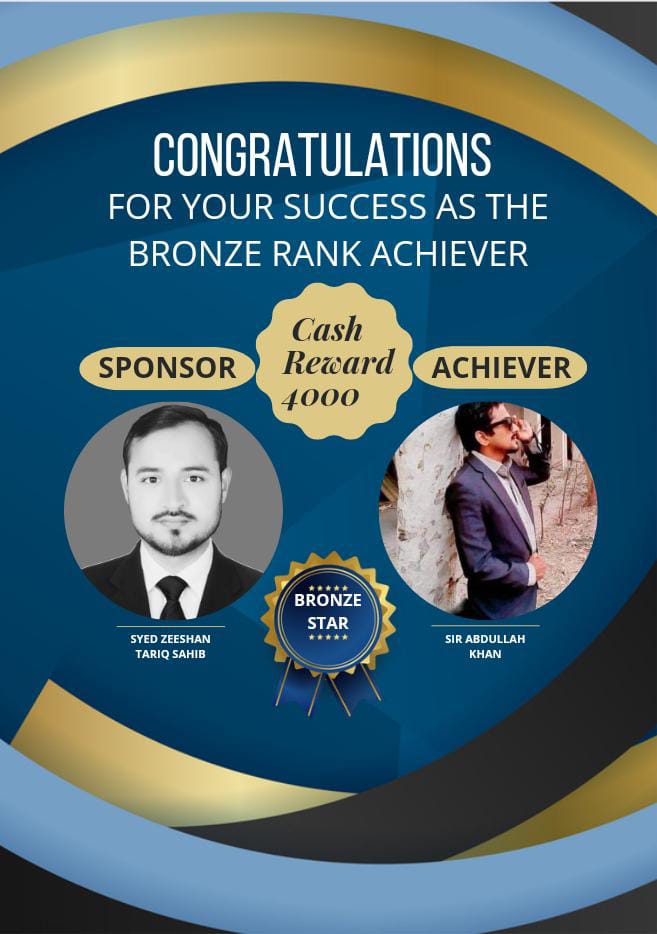 CONGRATULATIONS
FOR YOUR SUCCESS AS THE
BRONZE RANK ACHIEVER
Cash
Reward
4000
SPONSOR
ACHIEVER
BRONZE
STAR
SYED ZEESHAN
TARIQ SAHIB
SIR ABDULLAH
KHAN